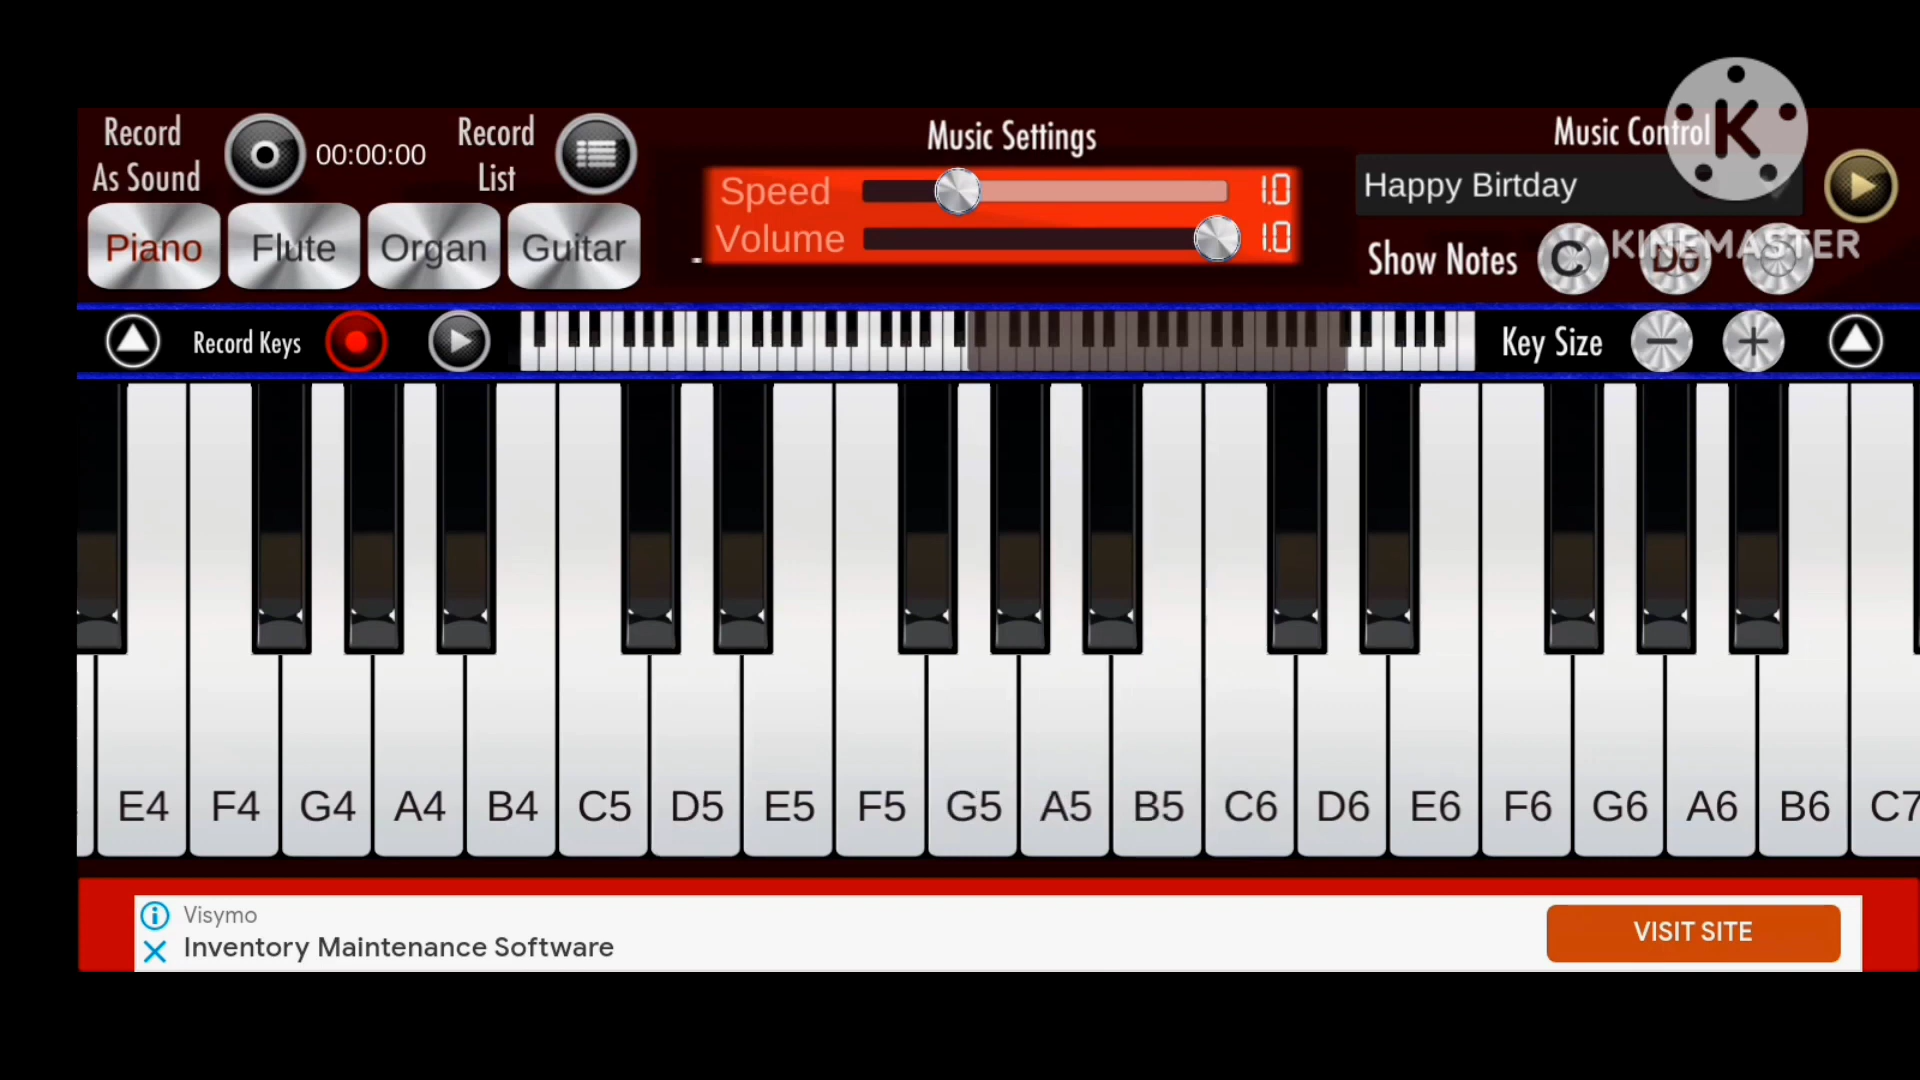 Record
As Sound
00:00:00
Record
List
Music Settings
Music Control
K
Speed
1.0
Happy Birtday
Volume
1.0
Piano
Flute
Organ
Guitar
Show Notes
C
Do
KINEMASTER
Record Keys
Key Size
E4 F4 G4 A4 B4 C5 D5 E5 F5 G5 A5 B5 C6 D6 E6 F6 G6 A6 B6 C7
Visymo
Inventory Maintenance Software
VISIT SITE